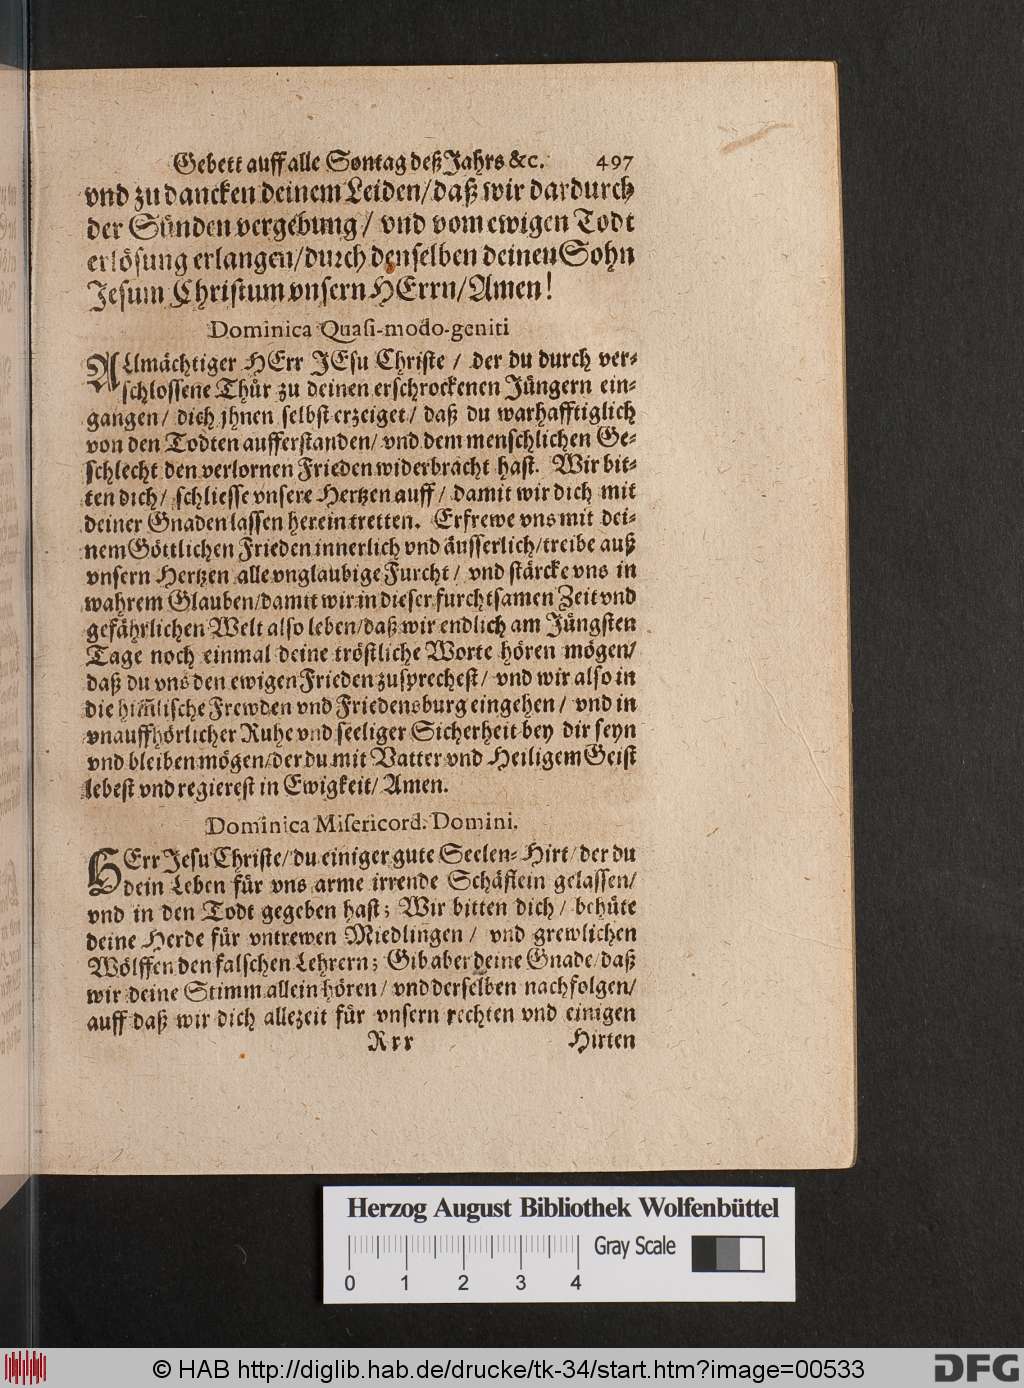 Gebett auff alle Sontag deß Jahrs &c. 497
vnd zu dancken deinem Leiden/ daß wir dardurch
der Sünden vergebung/ vnd vom ewigen Todt
erlösung erlangen/ durch denselben deinen Sohn
Jesum Christum vnsern HErrn/ Amen!
Dominica Quasi-modo-geniti
ALlmächtiger HErr JEsu Christe / der du durch ver-
schlossene Thür zu deinen erschrockenen Jüngern ein-
gangen/ dich jhnen selbst erzeiget/ daß du warhafftiglich
von den Todten aufferstanden/ vnd dem menschlichen Ge-
schlecht den verlornen Frieden widerbracht hast. Wir bit-
ten dich/ schliesse vnsere Hertzen auff/ damit wir dich mit
deiner Gnaden lassen herein tretten. Erfrewe vns mit dei-
nem Göttlichen Frieden innerlich vnd äusserlich/ treibe auß
vnsern Hertzen alle vnglaubige Furcht/ vnd stärcke vns in
wahrem Glauben/ damit wir in dieser furchtsamen Zeit vnd
gefährlichen Welt also leben/ daß wir endlich am Jüngsten
Tage noch einmal deine tröstliche Worte hören mögen/
daß du vns den ewigen Frieden zusprechest/ vnd wir also in
die him̃lische Frewden vnd Friedensburg eingehen/ vnd in
vnauffhörlicher Ruhe vnd seeliger Sicherheit bey dir seyn
vnd bleiben mögen/ der du mit Vatter vnd Heiligem Geist
lebest vnd regierest in Ewigkeit/ Amen.
Dominica Misericord. Domini.
HErr Jesu Christe/ du einiger gute Seelen-Hirt/ der du
dein Leben für vns arme irrende Schäflein gelassen/
vnd in den Todt gegeben hast; Wir bitten dich/ behüte
deine Herde für vntrewen Miedlingen/ vnd grewlichen
Wölffen den falschen Lehrern; Gib aber deine Gnade/ daß
wir deine Stimm allein hören/ vnd derselben nachfolgen/
auff daß wir dich allezeit für vnsern rechten vnd einigen
Rrr Hirten
Herzog August Bibliothek Wolfenbüttel
Gray Scale
0 1 2 3 4
© HAB http://diglib.hab.de/drucke/tk-34/start.htm?image=00533
DFG